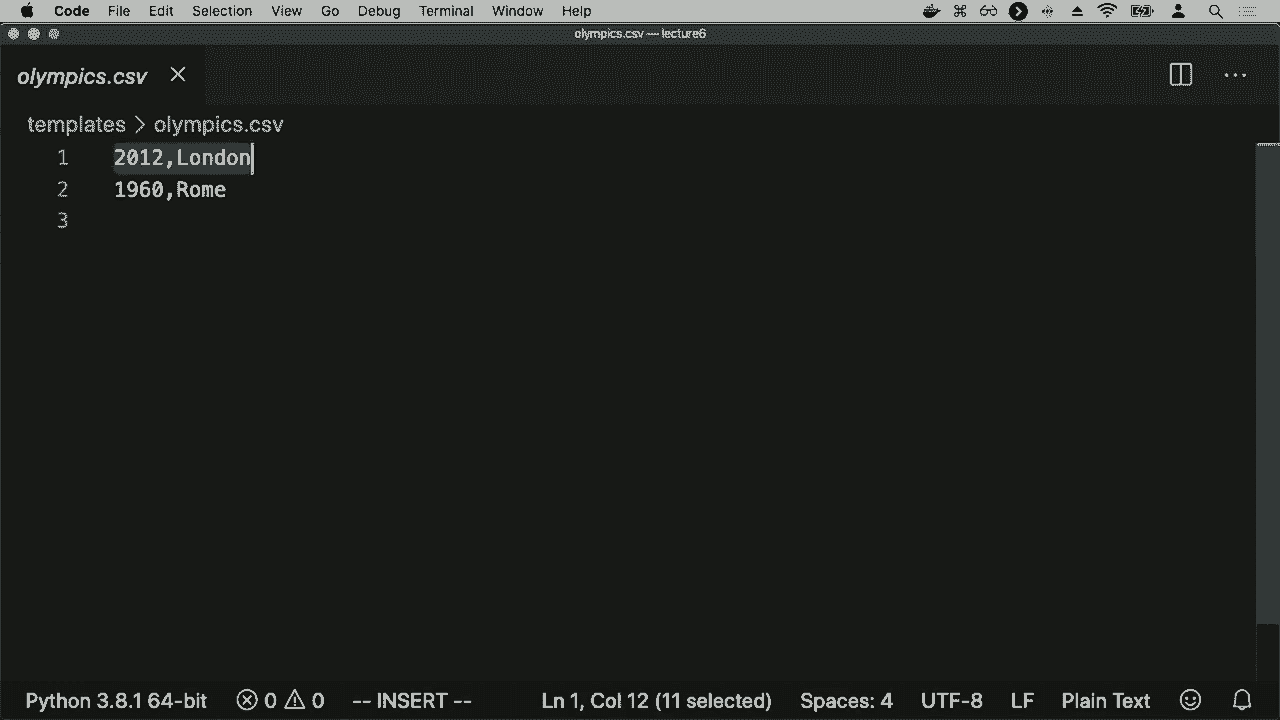 Code File Edit Selection View Go Debug Terminal Window Help
olympics.csv — lecture6
olympics.csv
templates > olympics.csv
1 2012,London
2 1960,Rome
3
Python 3.8.1 64-bit 0 0 -- INSERT -- Ln 1, Col 12 (11 selected) Spaces: 4 UTF-8 LF Plain Text